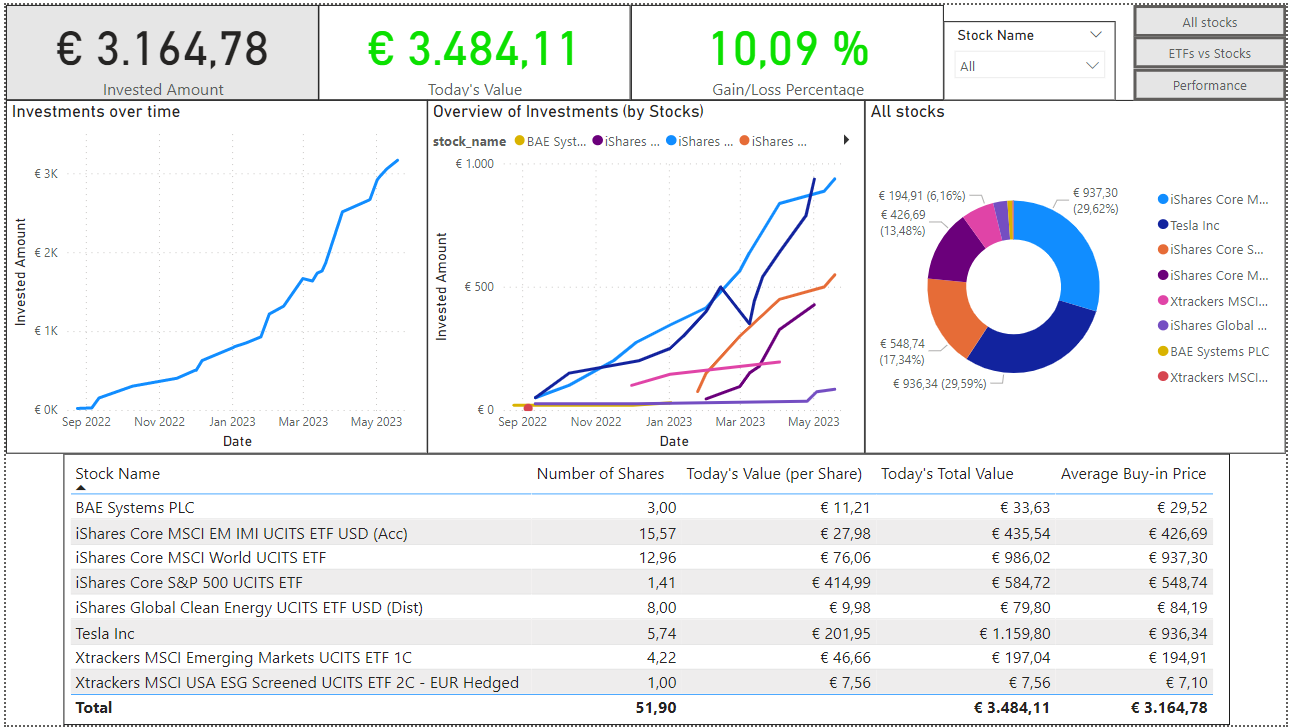 € 3.164,78
Invested Amount
€ 3.484,11
Today's Value
10,09 %
Gain/Loss Percentage
Stock Name
All
All stocks
ETFs vs Stocks
Performance
Investments over time
€ 3K
€ 2K
€ 1K
€ 0K
Invested Amount
Sep 2022 Nov 2022 Jan 2023 Mar 2023 May 2023
Date
Overview of Investments (by Stocks)
stock_name BAE Syst... iShares ... iShares ... iShares ...
€ 1.000
€ 500
€ 0
Invested Amount
Sep 2022 Nov 2022 Jan 2023 Mar 2023 May 2023
Date
All stocks
€ 194,91 (6,16%)
€ 426,69
(13,48%)
€ 548,74
(17,34%)
€ 936,34 (29,59%)
€ 937,30
(29,62%)
iShares Core M...
Tesla Inc
iShares Core S...
iShares Core M...
Xtrackers MSCI...
iShares Global ...
BAE Systems PLC
Xtrackers MSCI...
Stock Name Number of Shares Today's Value (per Share) Today's Total Value Average Buy-in Price
BAE Systems PLC 3,00 € 11,21 € 33,63 € 29,52
iShares Core MSCI EM IMI UCITS ETF USD (Acc) 15,57 € 27,98 € 435,54 € 426,69
iShares Core MSCI World UCITS ETF 12,96 € 76,06 € 986,02 € 937,30
iShares Core S&P 500 UCITS ETF 1,41 € 414,99 € 584,72 € 548,74
iShares Global Clean Energy UCITS ETF USD (Dist) 8,00 € 9,98 € 79,80 € 84,19
Tesla Inc 5,74 € 201,95 € 1.159,80 € 936,34
Xtrackers MSCI Emerging Markets UCITS ETF 1C 4,22 € 46,66 € 197,04 € 194,91
Xtrackers MSCI USA ESG Screened UCITS ETF 2C - EUR Hedged 1,00 € 7,56 € 7,56 € 7,10
Total 51,90 € 3.484,11 € 3.164,78